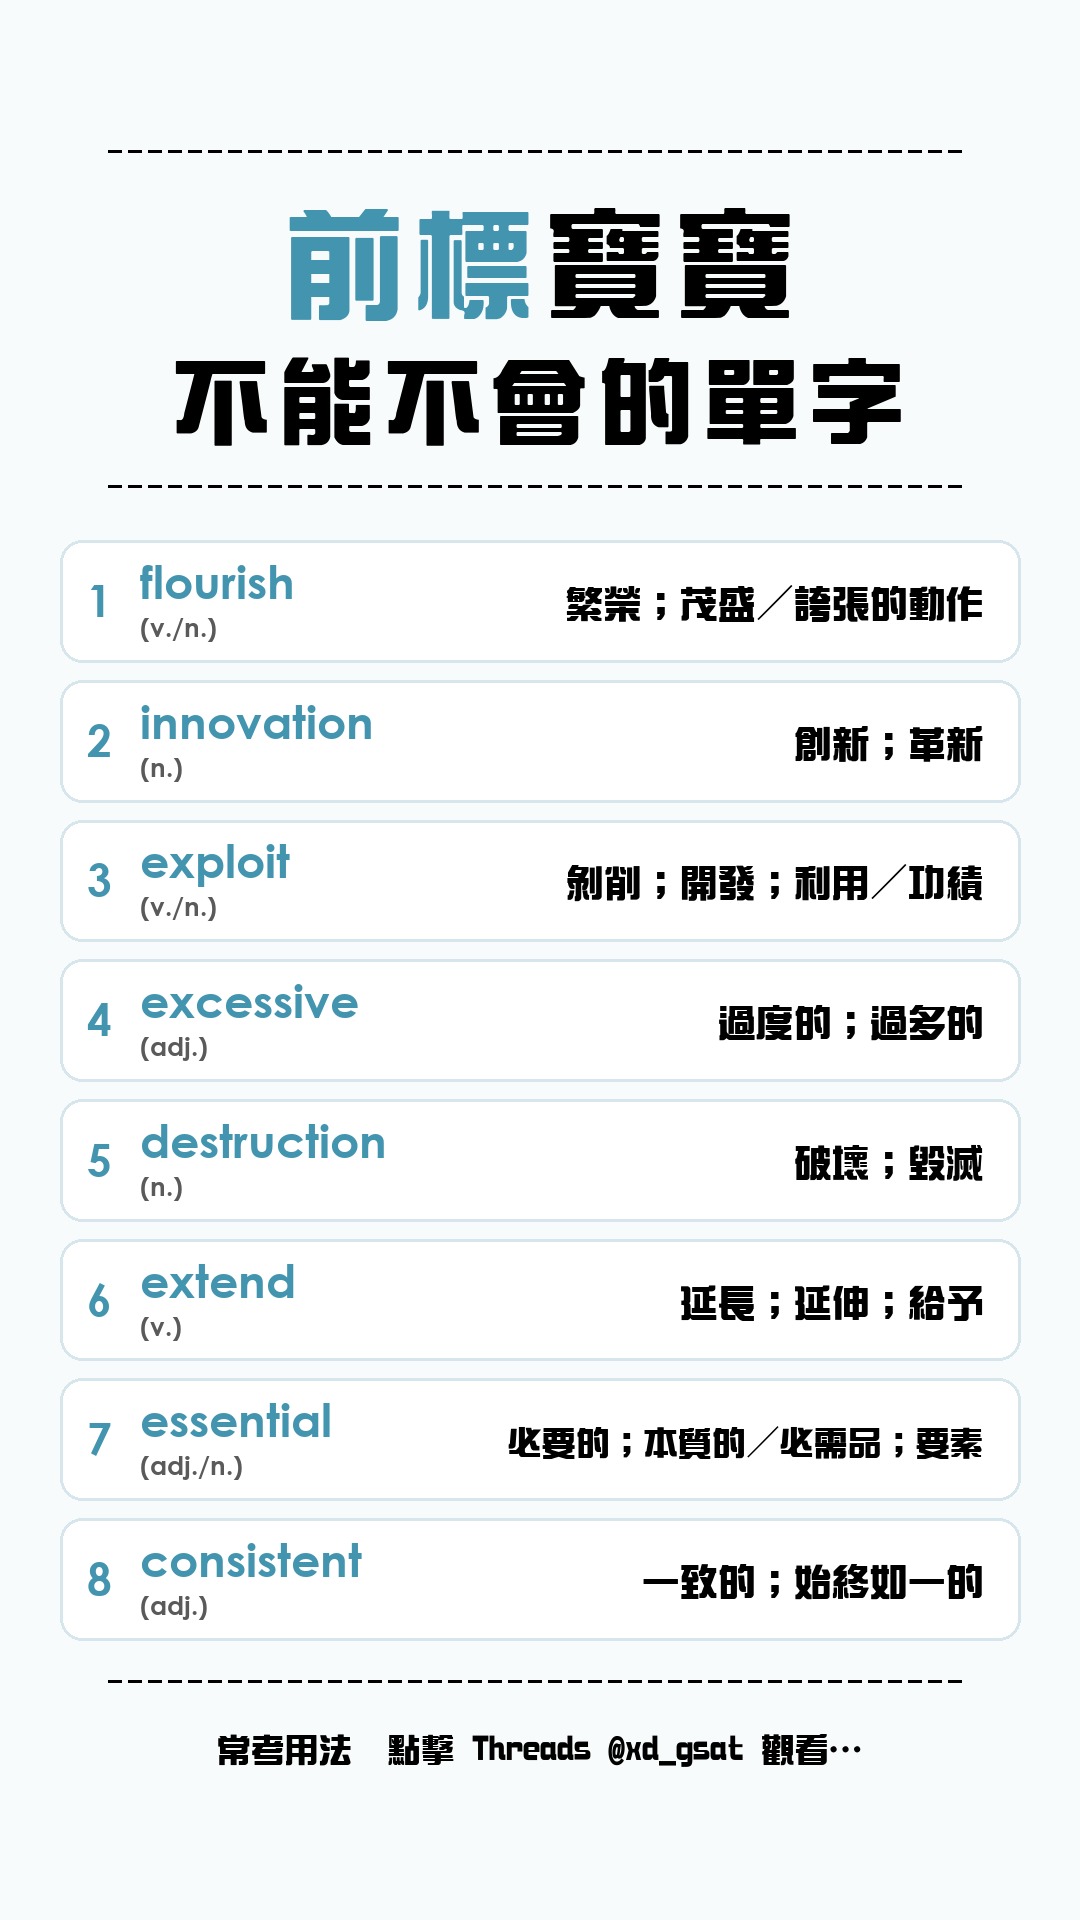 前標寶寶
不能不會的單字
1 flourish 繁榮；茂盛／誇張的動作
(v./n.)
2 innovation 創新；革新
(n.)
3 exploit 剝削；開發；利用／功績
(v./n.)
4 excessive 過度的；過多的
(adj.)
5 destruction 破壞；毀滅
(n.)
6 extend 延長；延伸；給予
(v.)
7 essential 必要的；本質的／必需品；要素
(adj./n.)
8 consistent 一致的；始終如一的
(adj.)
常考用法　點擊 Threads @xd_gsat 觀看…